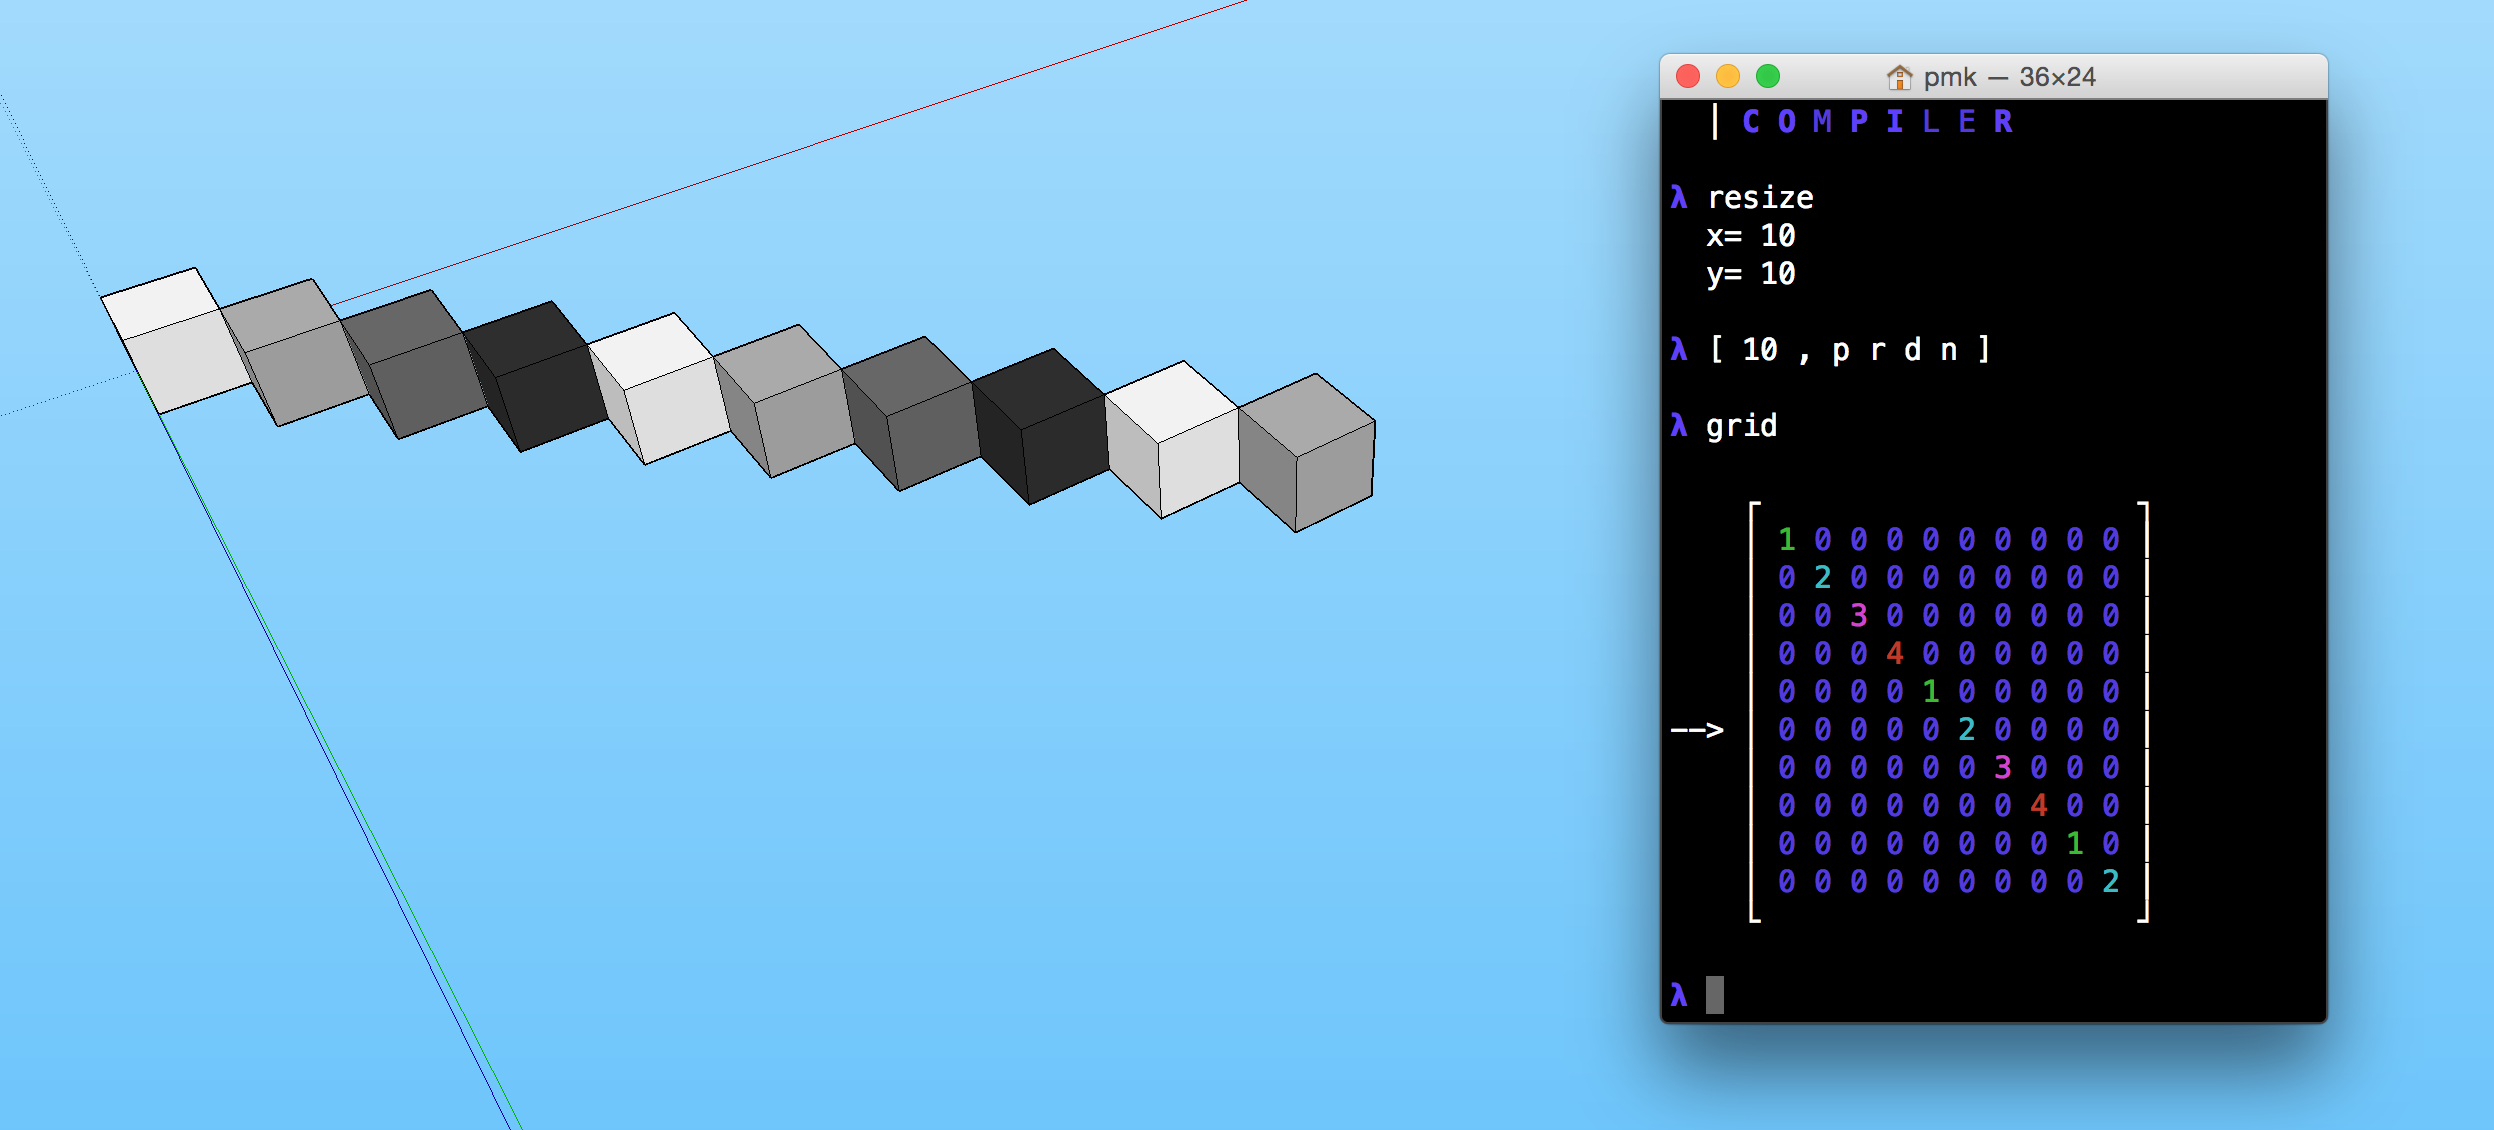 pmk — 36×24
| C O M P I L E R
λ resize
x= 10
y= 10
λ [ 10 , p r d n ]
λ grid
1 0 0 0 0 0 0 0 0 0
0 2 0 0 0 0 0 0 0 0
0 0 3 0 0 0 0 0 0 0
0 0 0 4 0 0 0 0 0 0
0 0 0 0 1 0 0 0 0 0
--> 0 0 0 0 0 2 0 0 0 0
0 0 0 0 0 0 3 0 0 0
0 0 0 0 0 0 0 4 0 0
0 0 0 0 0 0 0 0 1 0
0 0 0 0 0 0 0 0 0 2
λ